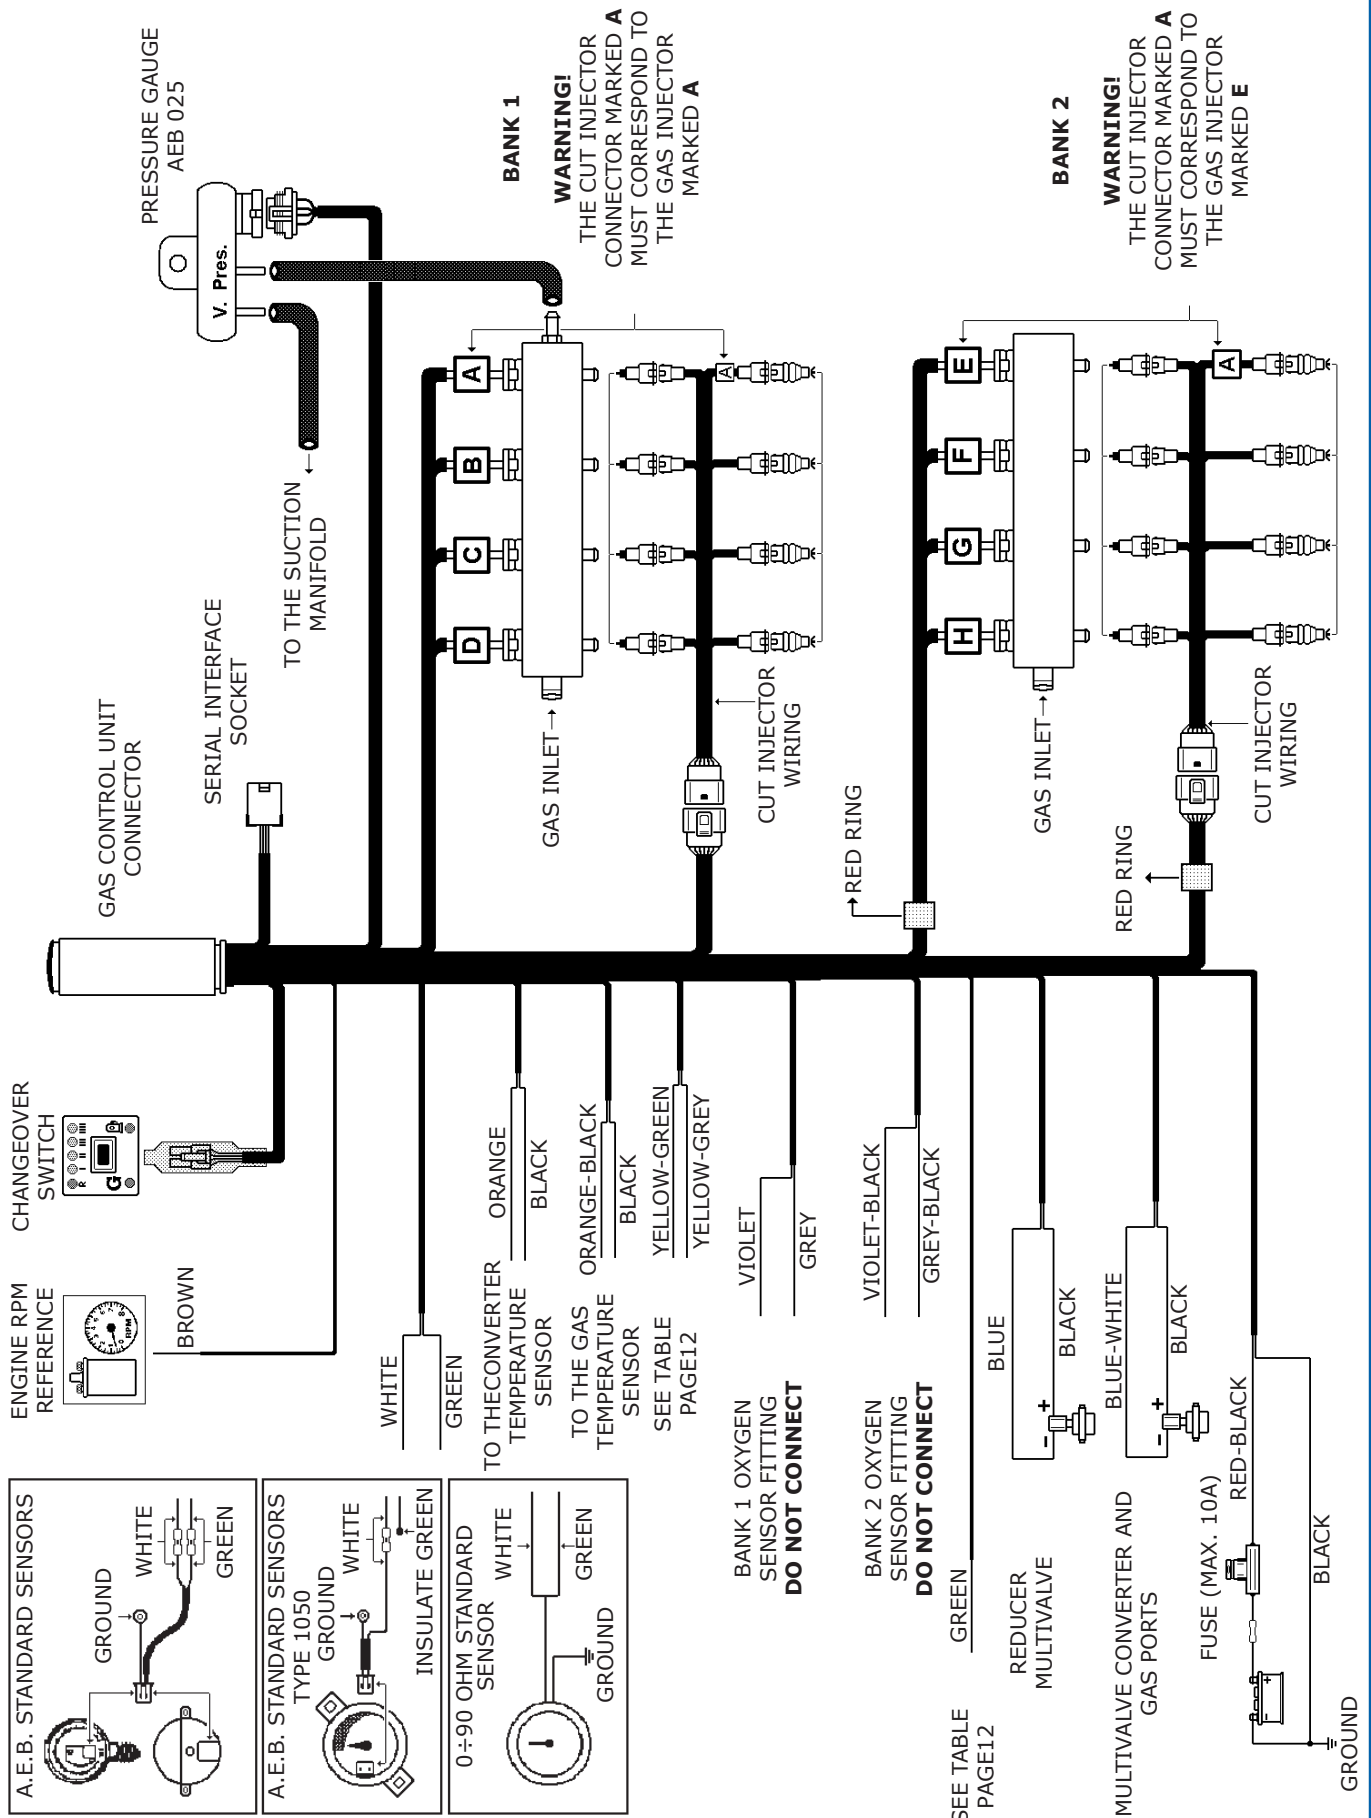 A.E.B. STANDARD SENSORS
GROUND
WHITE
GREEN
A.E.B. STANDARD SENSORS
TYPE 1050
GROUND
WHITE
INSULATE GREEN
0÷90 OHM STANDARD
SENSOR
WHITE
GREEN
GROUND
ENGINE RPM
REFERENCE
RPM
BROWN
CHANGEOVER
SWITCH
R I II III
G
GAS CONTROL UNIT
CONNECTOR
SERIAL INTERFACE
SOCKET
TO THE SUCTION
MANIFOLD
PRESSURE GAUGE
AEB 025
V. Pres.
WHITE
GREEN
TO THECONVERTER
TEMPERATURE
SENSOR
ORANGE
BLACK
TO THE GAS
TEMPERATURE
SENSOR
ORANGE-BLACK
BLACK
SEE TABLE
PAGE12
YELLOW-GREEN
YELLOW-GREY
BANK 1 OXYGEN
SENSOR FITTING
DO NOT CONNECT
VIOLET
GREY
BANK 2 OXYGEN
SENSOR FITTING
DO NOT CONNECT
VIOLET-BLACK
GREY-BLACK
SEE TABLE
PAGE12
GREEN
REDUCER
MULTIVALVE
BLUE
BLACK
- +
MULTIVALVE CONVERTER AND
GAS PORTS
BLUE-WHITE
BLACK
- +
FUSE (MAX. 10A)
RED-BLACK
BLACK
- +
GROUND
D C B A
GAS INLET
A
CUT INJECTOR
WIRING
BANK 1
WARNING!
THE CUT INJECTOR
CONNECTOR MARKED A
MUST CORRESPOND TO
THE GAS INJECTOR
MARKED A
RED RING
H G F E
GAS INLET
A
RED RING
CUT INJECTOR
WIRING
BANK 2
WARNING!
THE CUT INJECTOR
CONNECTOR MARKED A
MUST CORRESPOND TO
THE GAS INJECTOR
MARKED E